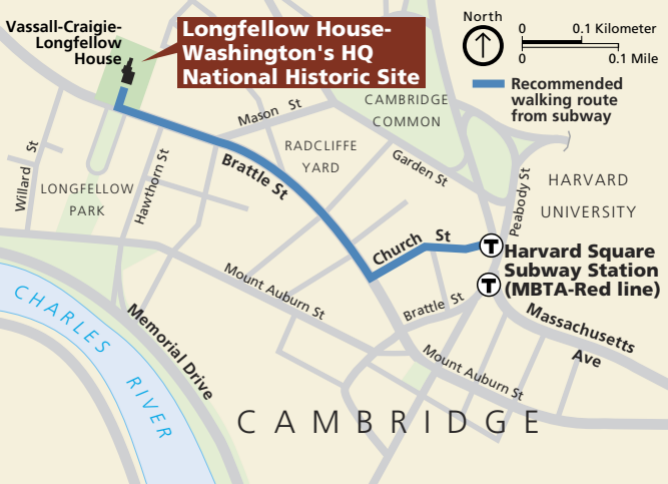 Vassall-Craigie-
Longfellow
House
Longfellow House-
Washington's HQ
National Historic Site
North
0 0.1 Kilometer
0 0.1 Mile
Recommended
walking route
from subway
CAMBRIDGE
COMMON
Mason St
RADCLIFFE
YARD
Garden St
Brattle St
Willard St
LONGFELLOW
PARK
Hawthorn St
Peabody St
HARVARD
UNIVERSITY
Church St
T
Harvard Square
Subway Station
(MBTA-Red line)
T
Mount Auburn St
Brattle St
Massachusetts
Ave
Memorial Drive
CHARLES RIVER
Mount Auburn St
CAMBRIDGE